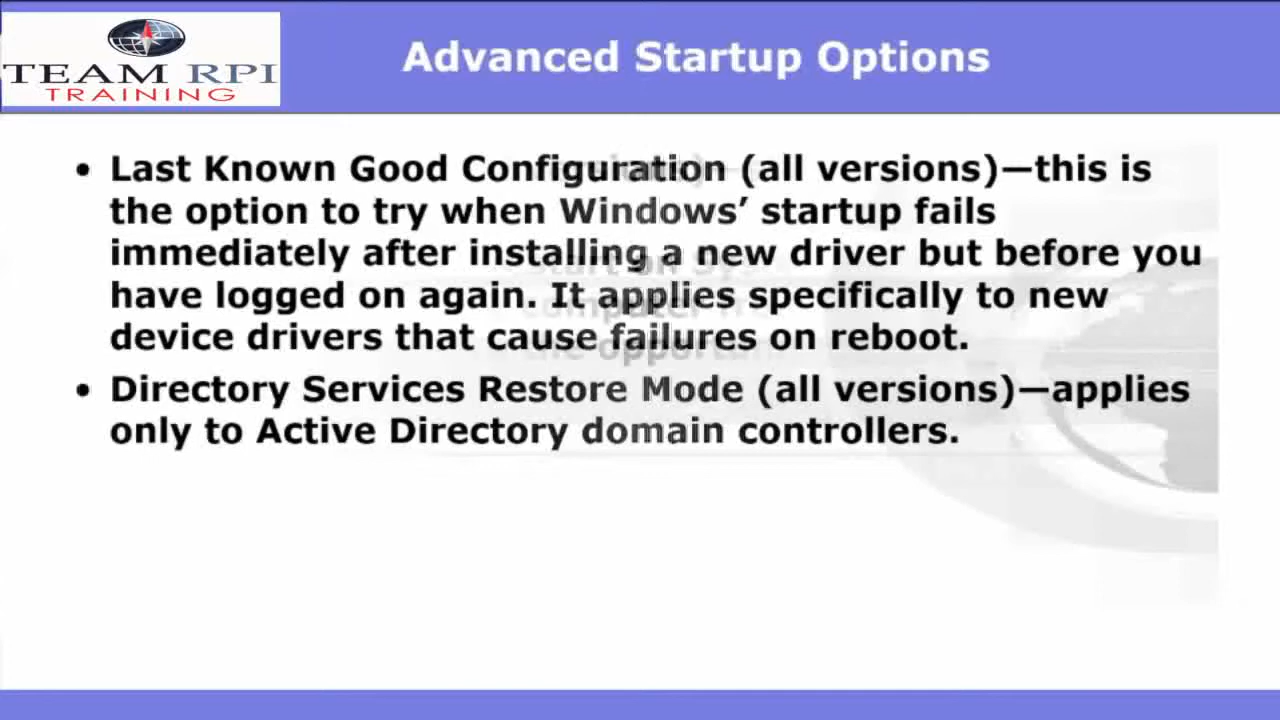 TEAM RPI
TRAINING
Advanced Startup Options
• Last Known Good Configuration (all versions)—this is
the option to try when Windows’ startup fails
immediately after installing a new driver but before you
have logged on again. It applies specifically to new
device drivers that cause failures on reboot.
• Directory Services Restore Mode (all versions)—applies
only to Active Directory domain controllers.